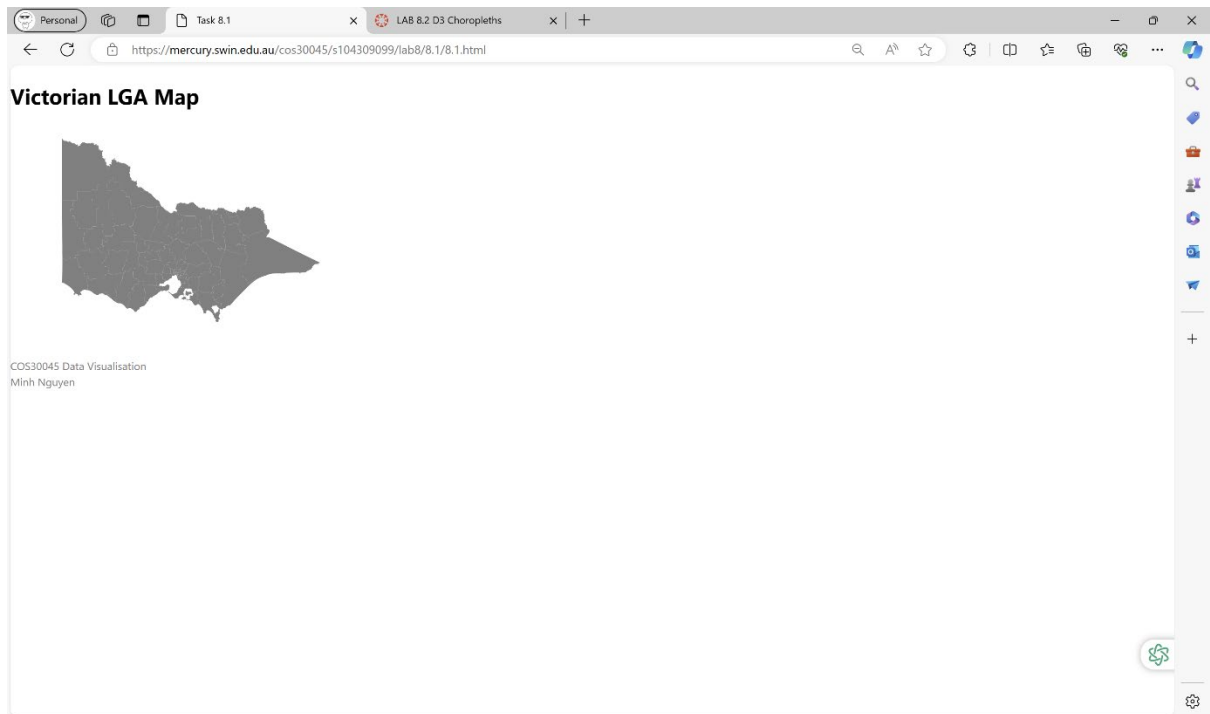 Personal
Task 8.1
LAB 8.2 D3 Choropleths
https://mercury.swin.edu.au/cos30045/s104309099/lab8/8.1/8.1.html
Victorian LGA Map
COS30045 Data Visualisation
Minh Nguyen